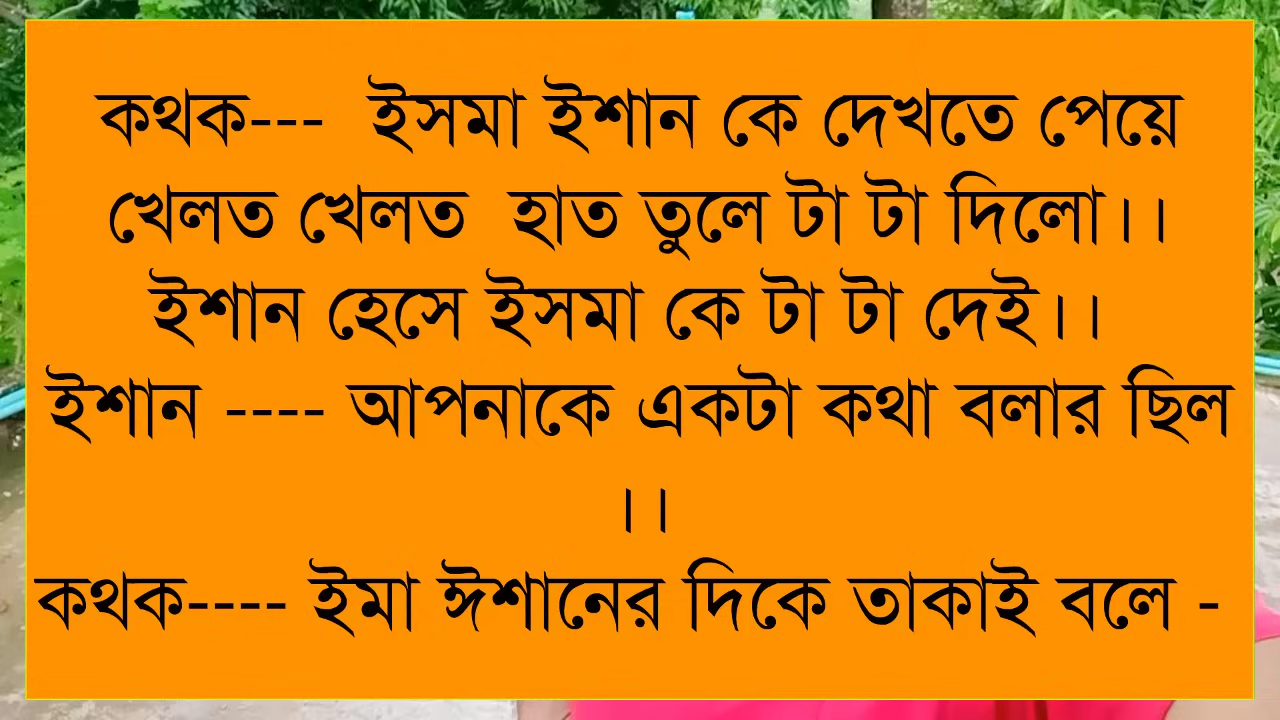 কথক---  ইসমা ইশান কে দেখতে পেয়ে
খেলত খেলত  হাত তুলে টা টা দিলো।।
ইশান হেসে ইসমা কে টা টা দেই।।
ইশান ---- আপনাকে একটা কথা বলার ছিল
।।
কথক---- ইমা ঈশানের দিকে তাকাই বলে -